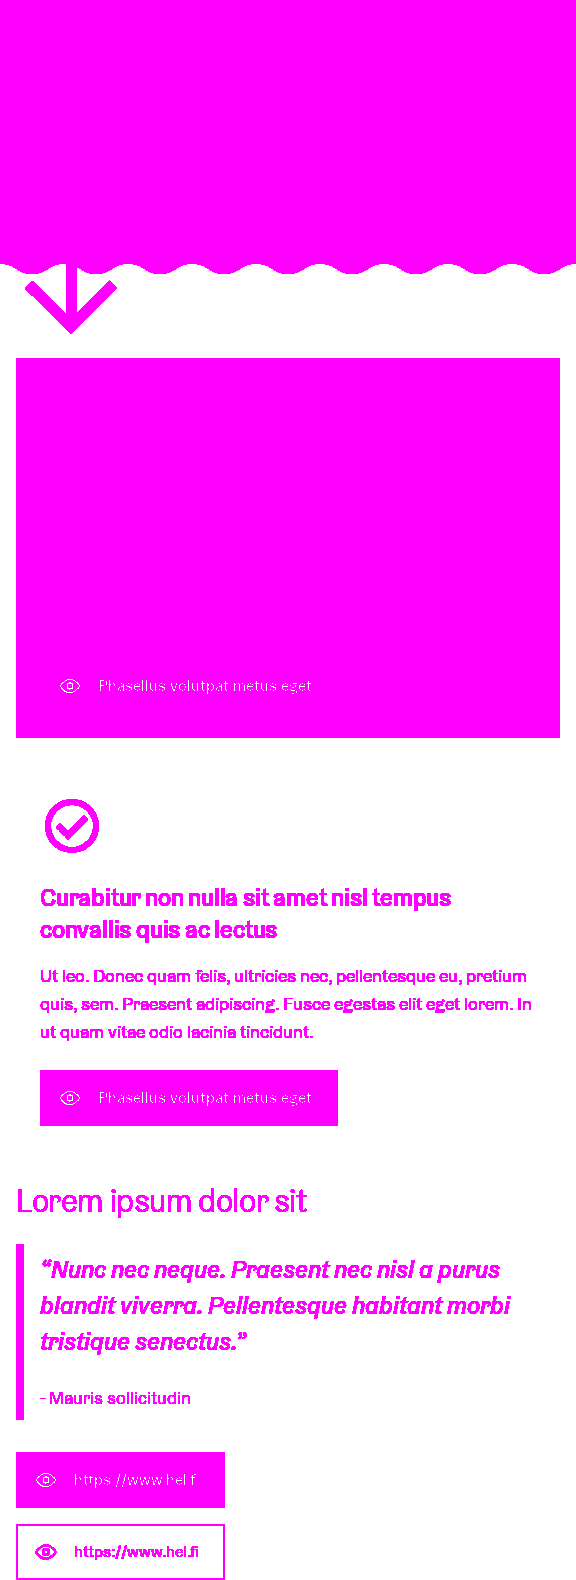 Phasellus volutpat metus eget
Curabitur non nulla sit amet nisl tempus
convallis quis ac lectus
Ut leo. Donec quam felis, ultricies nec, pellentesque eu, pretium
quis, sem. Praesent adipiscing. Fusce egestas elit eget lorem. In
ut quam vitae odio lacinia tincidunt.
Phasellus volutpat metus eget
Lorem ipsum dolor sit
“Nunc nec neque. Praesent nec nisl a purus
blandit viverra. Pellentesque habitant morbi
tristique senectus.”
- Mauris sollicitudin
https://www.hel.fi
https://www.hel.fi